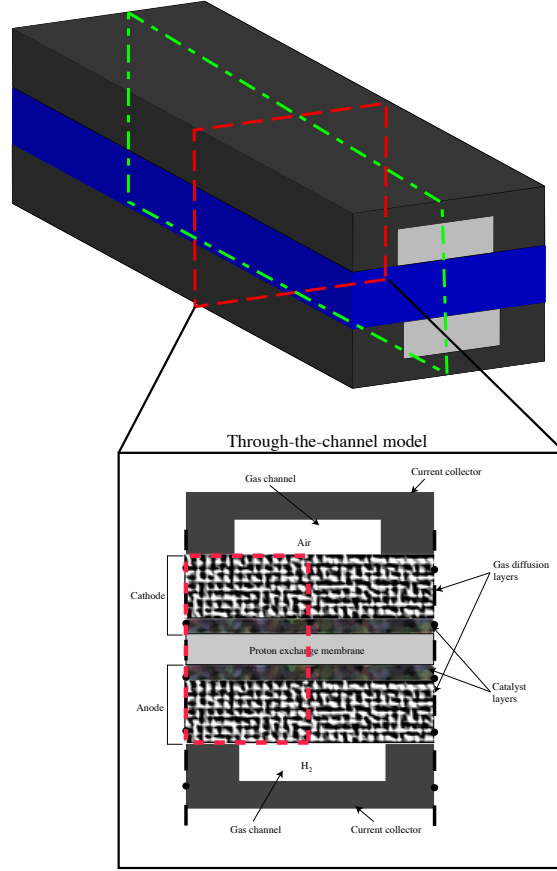 Through-the-channel model
Current collector
Gas channel
Air
Gas diffusion
layers
Cathode
Proton exchange membrane
Anode
Catalyst
layers
H2
Gas channel
Current collector